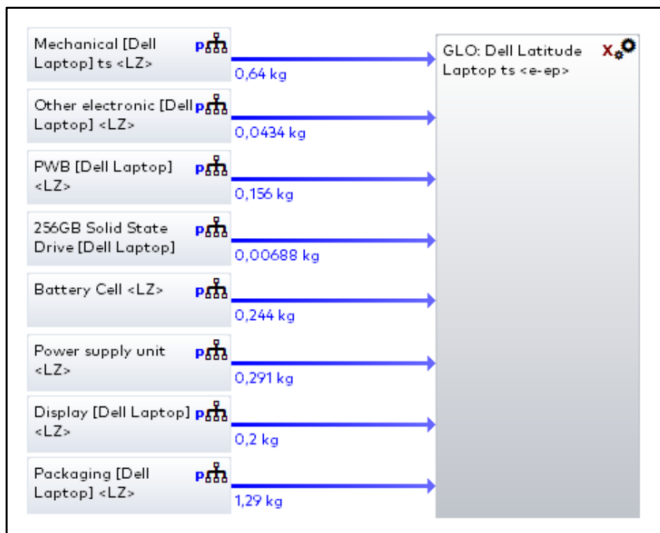 Mechanical [Dell
Laptop] ts <LZ>
p
0,64 kg
GLO: Dell Latitude
Laptop ts <e-ep>
X
Other electronic [Dell
Laptop] <LZ>
p
0,0434 kg
PWB [Dell Laptop]
<LZ>
p
0,156 kg
256GB Solid State
Drive [Dell Laptop]
p
0,00688 kg
Battery Cell <LZ>
p
0,244 kg
Power supply unit
<LZ>
p
0,291 kg
Display [Dell Laptop]
<LZ>
p
0,2 kg
Packaging [Dell
Laptop] <LZ>
p
1,29 kg